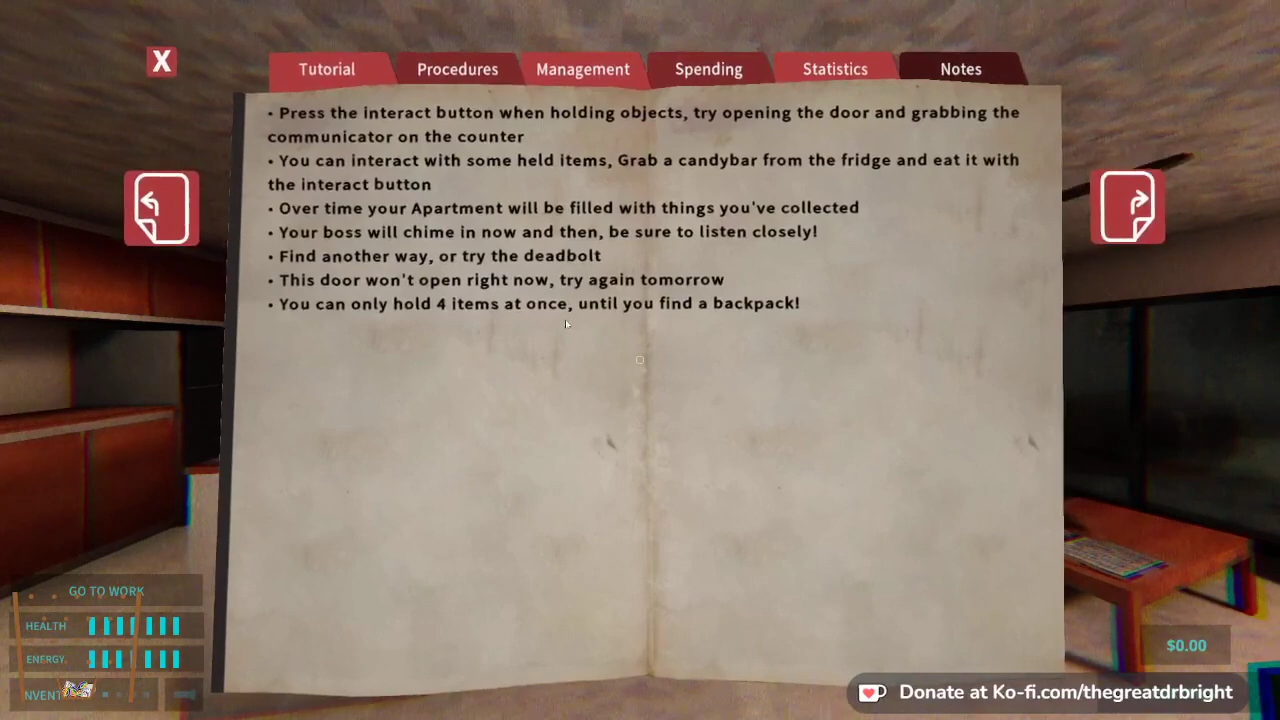 X
Tutorial
Procedures
Management
Spending
Statistics
Notes
• Press the interact button when holding objects, try opening the door and grabbing the
communicator on the counter
• You can interact with some held items, Grab a candybar from the fridge and eat it with
the interact button
• Over time your Apartment will be filled with things you've collected
• Your boss will chime in now and then, be sure to listen closely!
• Find another way, or try the deadbolt
• This door won't open right now, try again tomorrow
• You can only hold 4 items at once, until you find a backpack!
GO TO WORK
HEALTH
ENERGY
$0.00
Donate at Ko-fi.com/thegreatdrbright